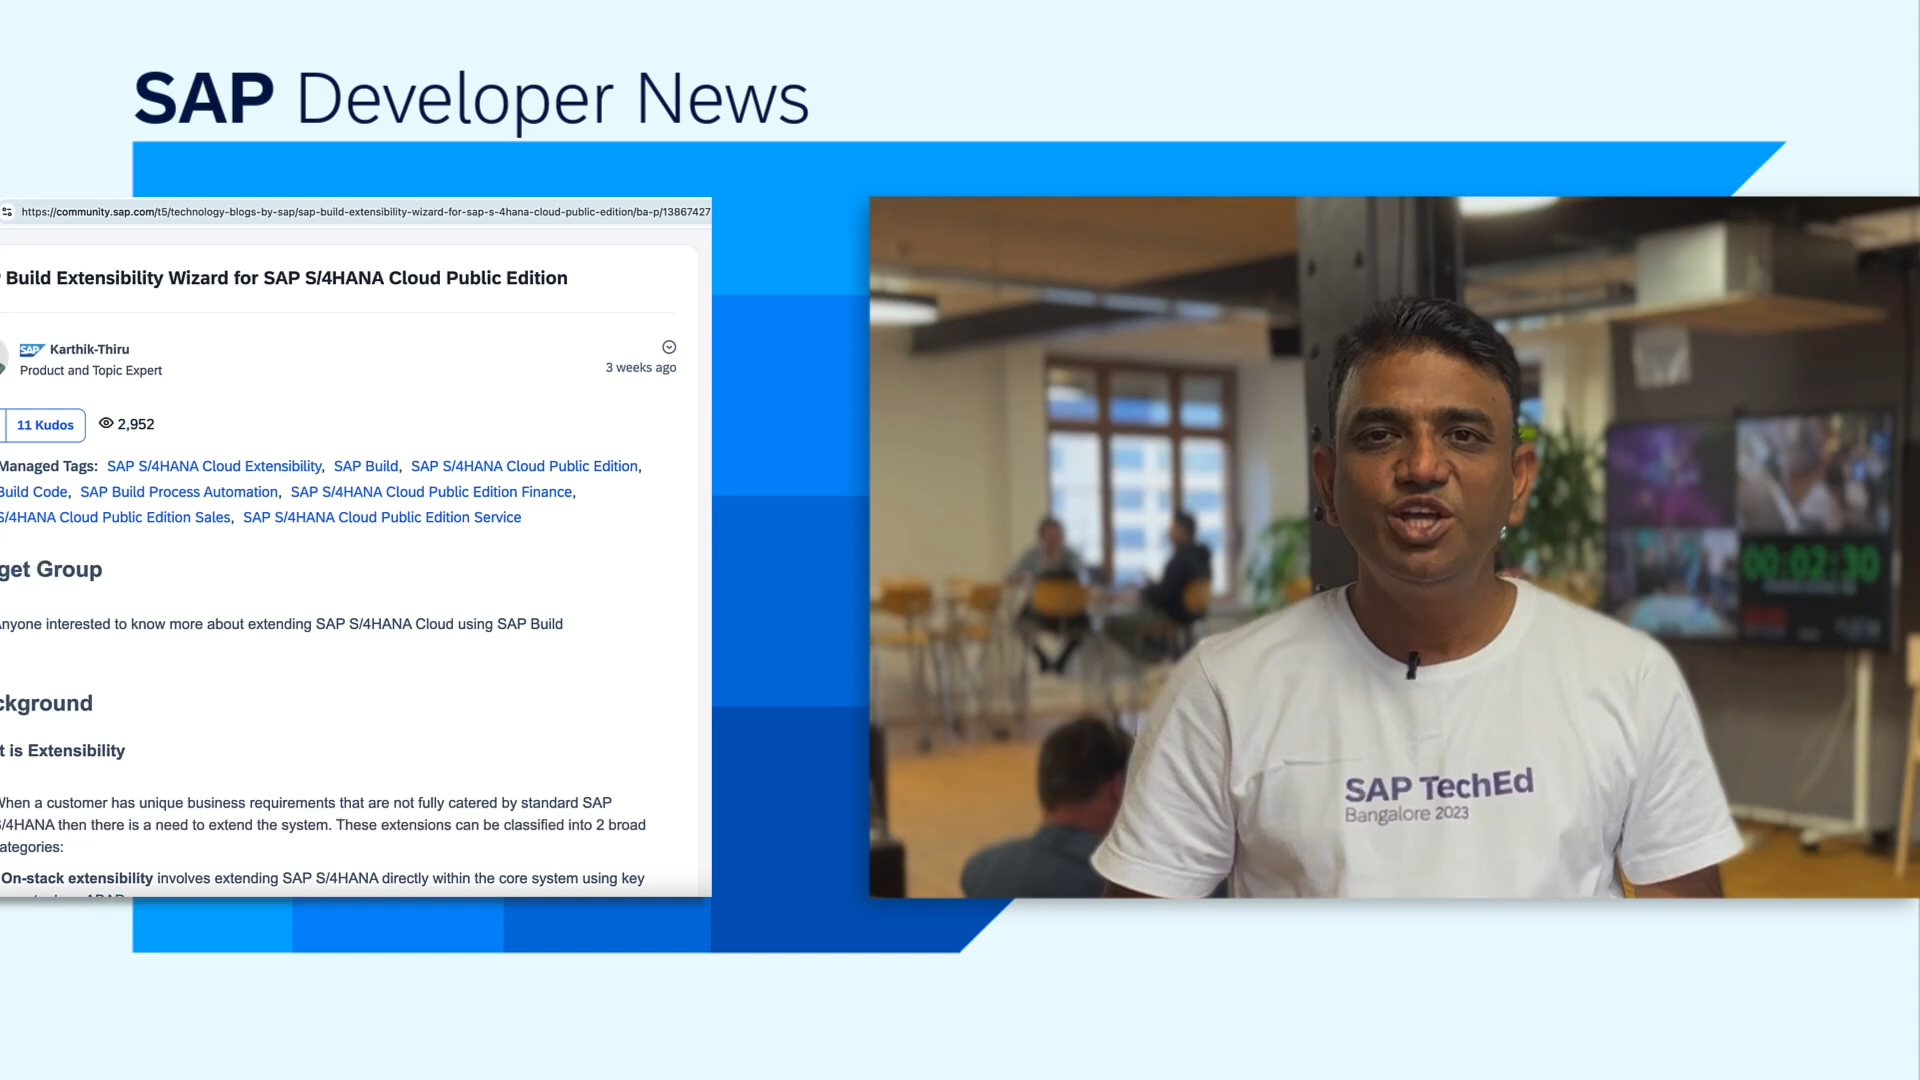 SAP Developer News
https://community.sap.com/t5/technology-blogs-by-sap/sap-build-extensibility-wizard-for-sap-s-4hana-cloud-public-edition/ba-p/13867427
Build Extensibility Wizard for SAP S/4HANA Cloud Public Edition
SAP Karthik-Thiru
Product and Topic Expert
3 weeks ago
11 Kudos
2,952
Managed Tags: SAP S/4HANA Cloud Extensibility, SAP Build, SAP S/4HANA Cloud Public Edition,
Build Code, SAP Build Process Automation, SAP S/4HANA Cloud Public Edition Finance,
S/4HANA Cloud Public Edition Sales, SAP S/4HANA Cloud Public Edition Service
get Group
nyone interested to know more about extending SAP S/4HANA Cloud using SAP Build
ckground
t is Extensibility
When a customer has unique business requirements that are not fully catered by standard SAP
S/4HANA then there is a need to extend the system. These extensions can be classified into 2 broad
ategories:
On-stack extensibility involves extending SAP S/4HANA directly within the core system using key
00:02:30
SAP TechEd
Bangalore 2023